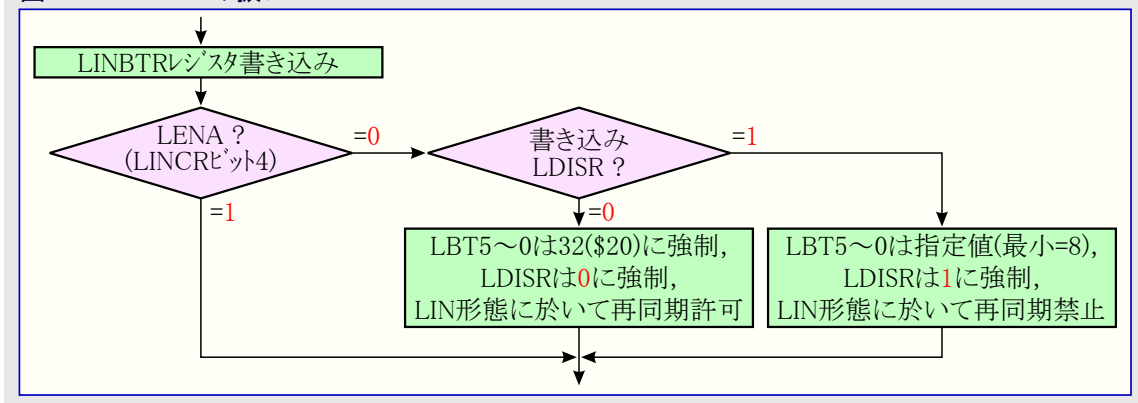 LINBTRﾚｼﾞｽﾀ書き込み
LENA ?
(LINCRﾋﾞｯﾄ4)
=0
=1
書き込み
LDISR ?
=1
=0
LBT5～0は32($20)に強制,
LDISRは0に強制,
LIN形態に於いて再同期許可
LBT5～0は指定値(最小=8),
LDISRは1に強制,
LIN形態に於いて再同期禁止